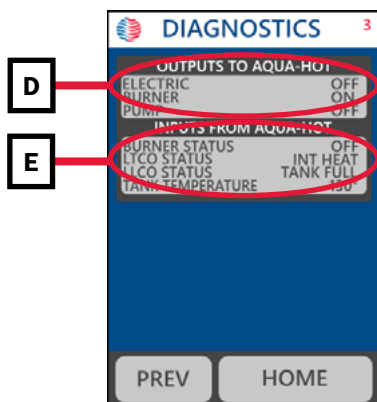 DIAGNOSTICS 3
OUTPUTS TO AQUA-HOT
D
ELECTRIC OFF
BURNER ON
PUMP OFF
INPUTS FROM AQUA-HOT
E
BURNER STATUS OFF
LTCO STATUS INT HEAT
LLCO STATUS TANK FULL
TANK TEMPERATURE 130°
PREV HOME